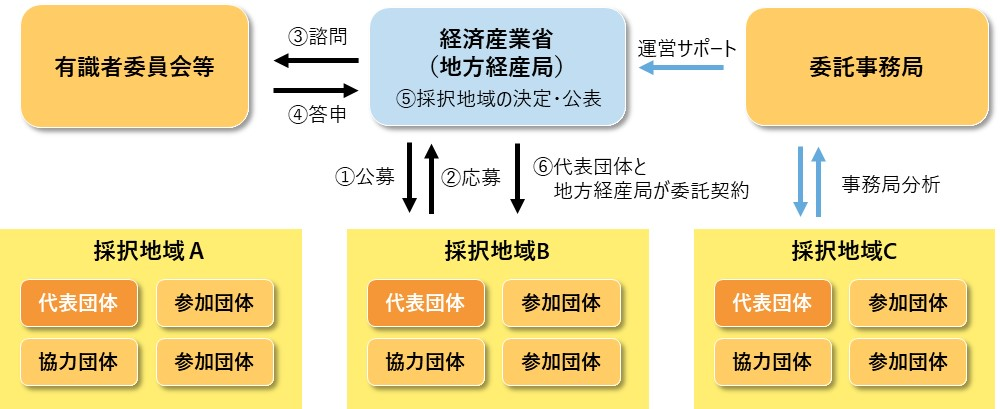 有識者委員会等
③諮問
④答申
経済産業省
（地方経産局）
⑤採択地域の決定・公表
運営サポート
委託事務局
①公募
②応募
⑥代表団体と
地方経産局が委託契約
事務局分析
採択地域 A
代表団体
参加団体
協力団体
参加団体
採択地域B
代表団体
参加団体
協力団体
参加団体
採択地域C
代表団体
参加団体
協力団体
参加団体